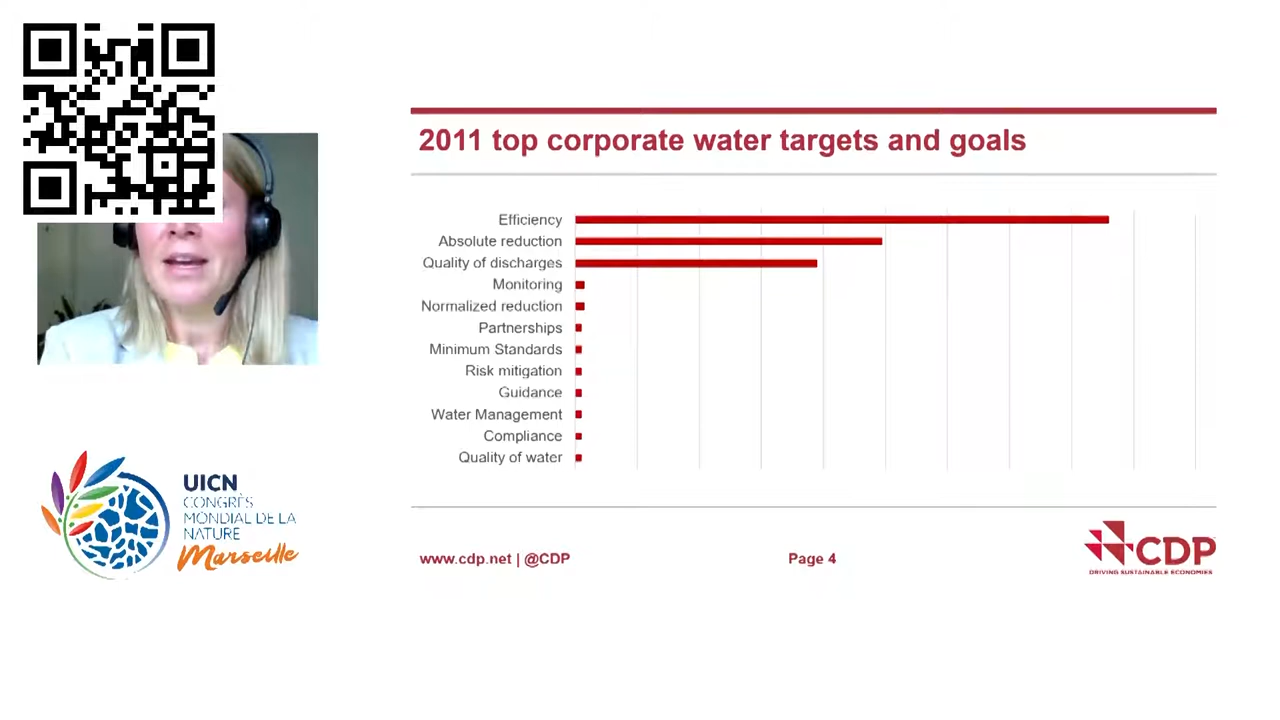 2011 top corporate water targets and goals
Efficiency
Absolute reduction
Quality of discharges
Monitoring
Normalized reduction
Partnerships
Minimum Standards
Risk mitigation
Guidance
Water Management
Compliance
Quality of water
UICN
CONGRÈS
MONDIAL DE LA
NATURE
Marseille
www.cdp.net | @CDP
Page 4
CDP
DRIVING SUSTAINABLE ECONOMIES